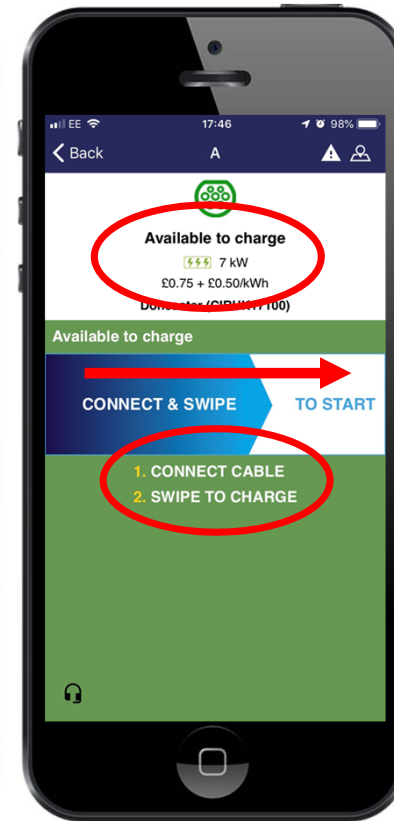 EE 17:46 98%
Back A
Available to charge
7 kW
£0.75 + £0.50/kWh
Available to charge
CONNECT & SWIPE TO START
1. CONNECT CABLE
2. SWIPE TO CHARGE